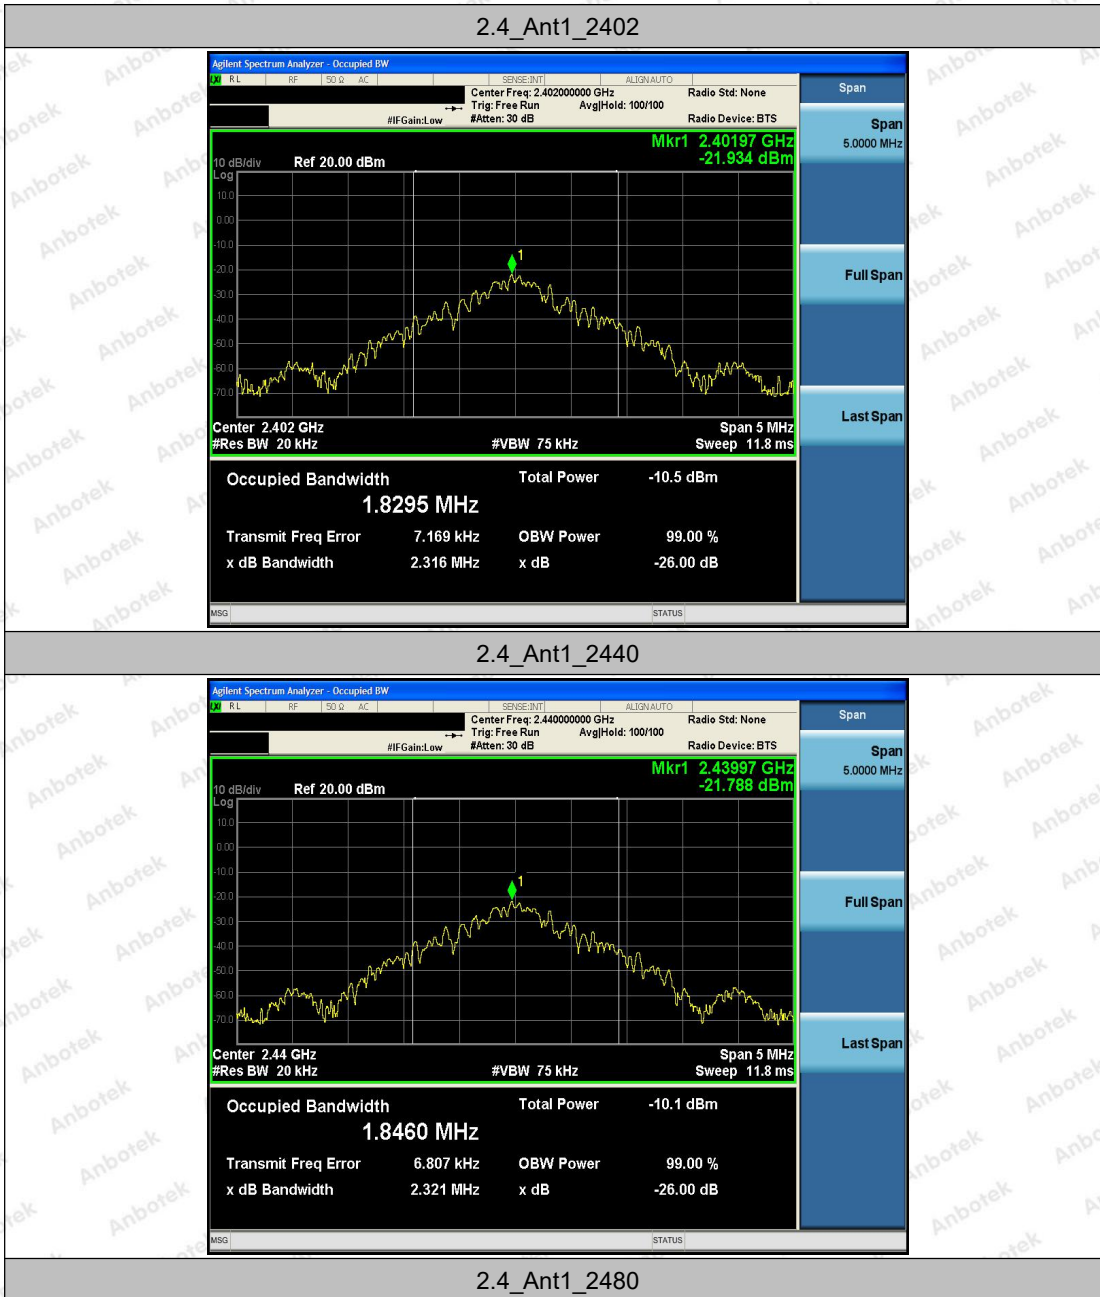 2.4_Ant1_2402
Agilent Spectrum Analyzer - Occupied BW
LXI RL RF 50 Ω AC SENSE:INT ALIGN AUTO
Center Freq: 2.402000000 GHz Radio Std: None
Trig: Free Run Avg|Hold: 100/100
#IFGain:Low #Atten: 30 dB Radio Device: BTS
Mkr1 2.40197 GHz
-21.934 dBm
10 dB/div Ref 20.00 dBm
Log
10.0
0.00
-10.0
-20.0
-30.0
-40.0
-50.0
-60.0
-70.0
1
Center 2.402 GHz Span 5 MHz
#Res BW 20 kHz #VBW 75 kHz Sweep 11.8 ms
Occupied Bandwidth Total Power -10.5 dBm
1.8295 MHz
Transmit Freq Error 7.169 kHz OBW Power 99.00 %
x dB Bandwidth 2.316 MHz x dB -26.00 dB
MSG STATUS
Span
Span
5.0000 MHz
Full Span
Last Span
2.4_Ant1_2440
Agilent Spectrum Analyzer - Occupied BW
LXI RL RF 50 Ω AC SENSE:INT ALIGN AUTO
Center Freq: 2.440000000 GHz Radio Std: None
Trig: Free Run Avg|Hold: 100/100
#IFGain:Low #Atten: 30 dB Radio Device: BTS
Mkr1 2.43997 GHz
-21.788 dBm
10 dB/div Ref 20.00 dBm
Log
10.0
0.00
-10.0
-20.0
-30.0
-40.0
-50.0
-60.0
-70.0
1
Center 2.44 GHz Span 5 MHz
#Res BW 20 kHz #VBW 75 kHz Sweep 11.8 ms
Occupied Bandwidth Total Power -10.1 dBm
1.8460 MHz
Transmit Freq Error 6.807 kHz OBW Power 99.00 %
x dB Bandwidth 2.321 MHz x dB -26.00 dB
MSG STATUS
Span
Span
5.0000 MHz
Full Span
Last Span
2.4_Ant1_2480
Anbotek